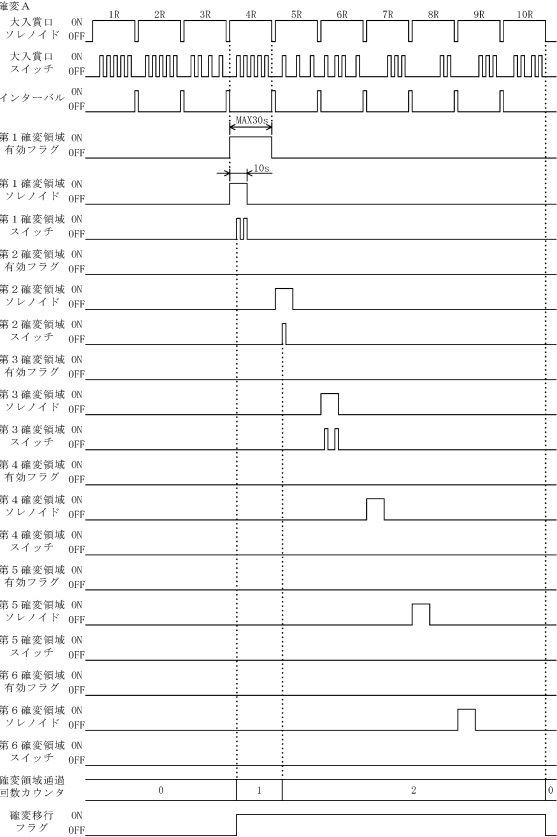 確変A
1R 2R 3R 4R 5R 6R 7R 8R 9R 10R
大入賞口 ON
ソレノイド OFF
大入賞口 ON
スイッチ OFF
インターバル ON
OFF
MAX30s
第1確変領域 ON
有効フラグ OFF
10s
第1確変領域 ON
ソレノイド OFF
第1確変領域 ON
スイッチ OFF
第2確変領域 ON
有効フラグ OFF
第2確変領域 ON
ソレノイド OFF
第2確変領域 ON
スイッチ OFF
第3確変領域 ON
有効フラグ OFF
第3確変領域 ON
ソレノイド OFF
第3確変領域 ON
スイッチ OFF
第4確変領域 ON
有効フラグ OFF
第4確変領域 ON
ソレノイド OFF
第4確変領域 ON
スイッチ OFF
第5確変領域 ON
有効フラグ OFF
第5確変領域 ON
ソレノイド OFF
第5確変領域 ON
スイッチ OFF
第6確変領域 ON
有効フラグ OFF
第6確変領域 ON
ソレノイド OFF
第6確変領域 ON
スイッチ OFF
確変領域通過
回数カウンタ 0 1 2 0
確変移行 ON
フラグ OFF